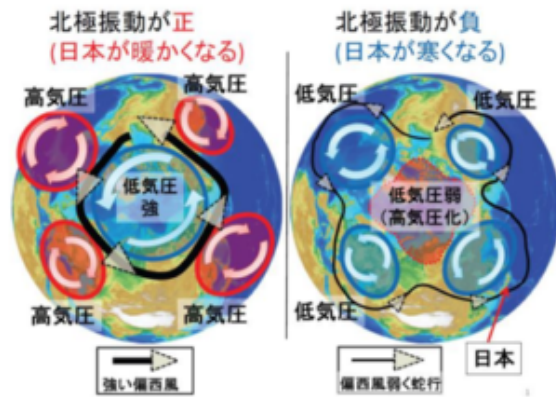 北極振動が正
(日本が暖かくなる)
高気圧
高気圧
低気圧
強
高気圧
高気圧
強い偏西風
北極振動が負
(日本が寒くなる)
低気圧
低気圧
低気圧弱
(高気圧化)
低気圧
日本
偏西風弱く蛇行